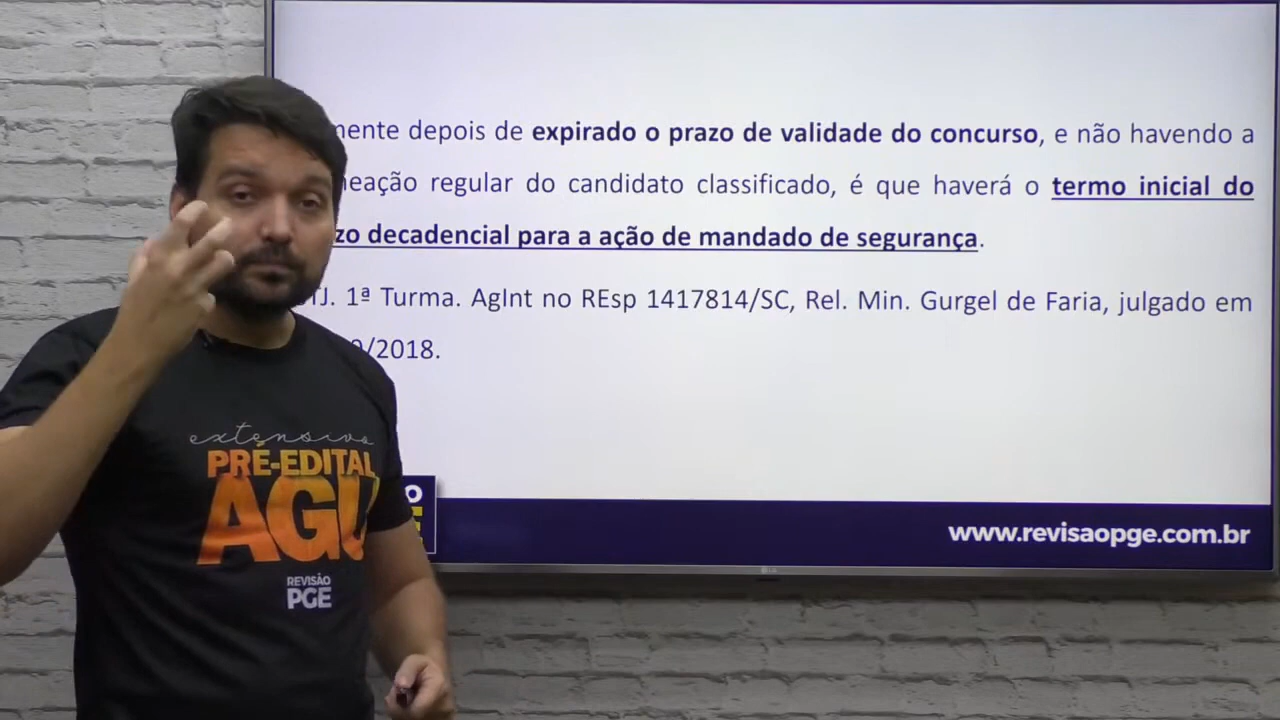 mente depois de expirado o prazo de validade do concurso, e não havendo a
meação regular do candidato classificado, é que haverá o termo inicial do
zo decadencial para a ação de mandado de segurança.
STJ. 1ª Turma. AgInt no REsp 1417814/SC, Rel. Min. Gurgel de Faria, julgado em
/2018.
extensivo
PRÉ-EDITAL
AGU
REVISÃO
PGE
www.revisaopge.com.br